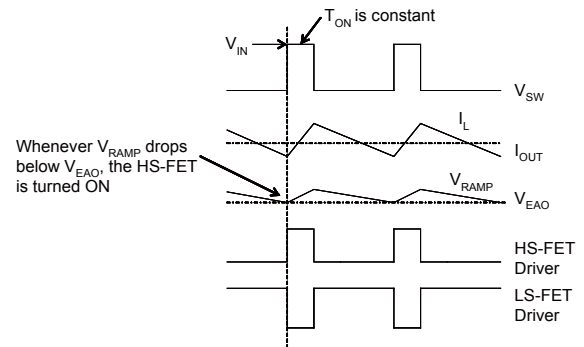 T_ON is constant
V_IN
V_SW
I_L
I_OUT
Whenever V_RAMP drops
below V_EAO, the HS-FET
is turned ON
V_RAMP
V_EAO
HS-FET
Driver
LS-FET
Driver